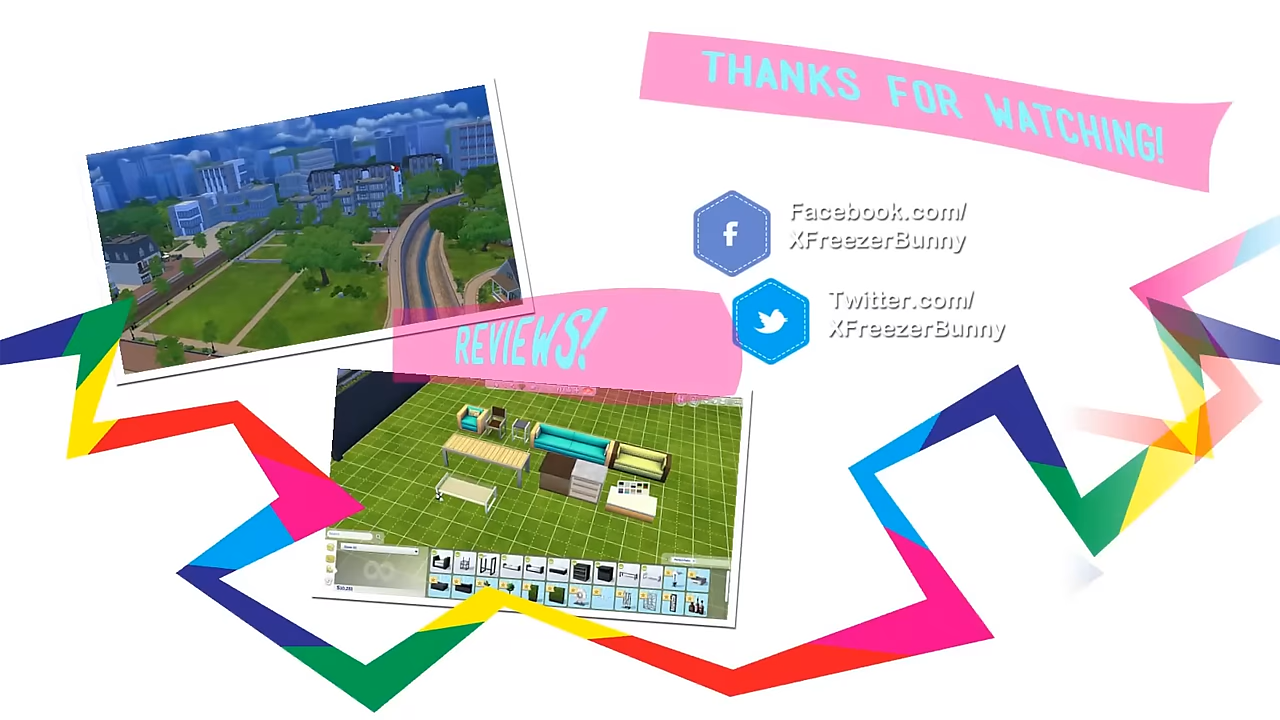 THANKS FOR WATCHING!
Facebook.com/
XFreezerBunny
Twitter.com/
XFreezerBunny
REVIEWS!